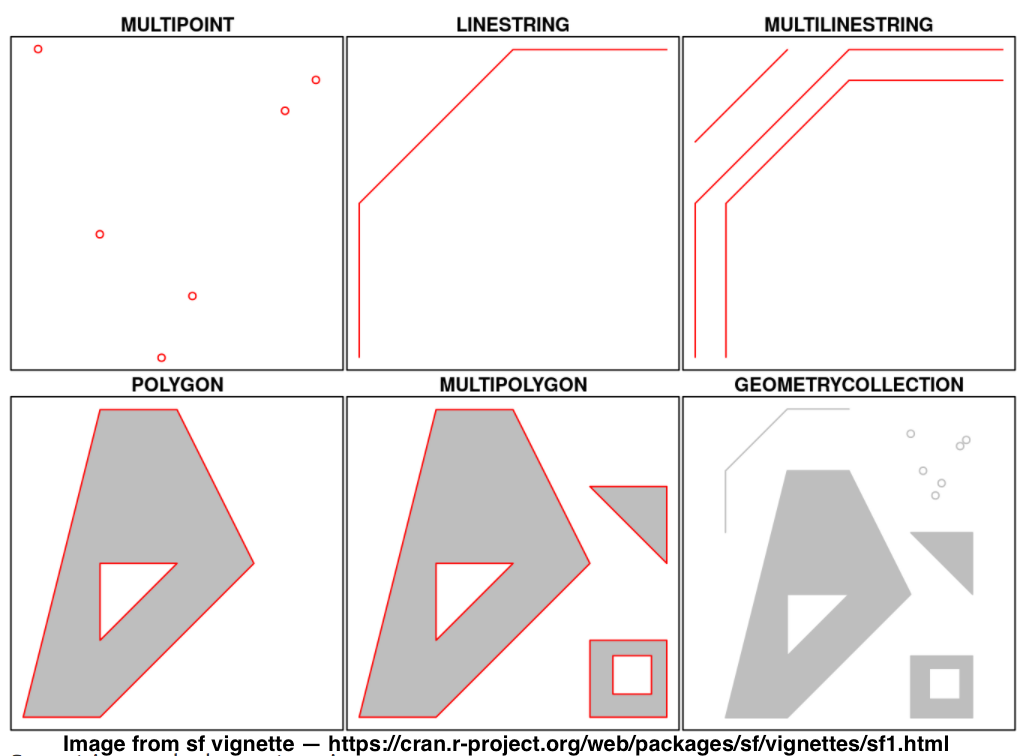 MULTIPOINT
LINESTRING
MULTILINESTRING
POLYGON
MULTIPOLYGON
GEOMETRYCOLLECTION
Image from sf vignette — https://cran.r-project.org/web/packages/sf/vignettes/sf1.html